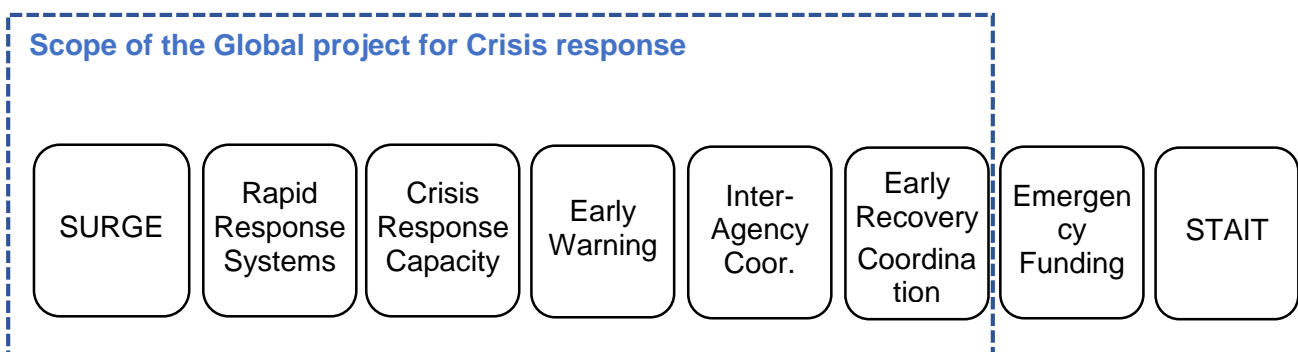 Scope of the Global project for Crisis response
SURGE
Rapid
Response
Systems
Crisis
Response
Capacity
Early
Warning
Inter-
Agency
Coor.
Early
Recovery
Coordina
tion
Emergen
cy
Funding
STAIT